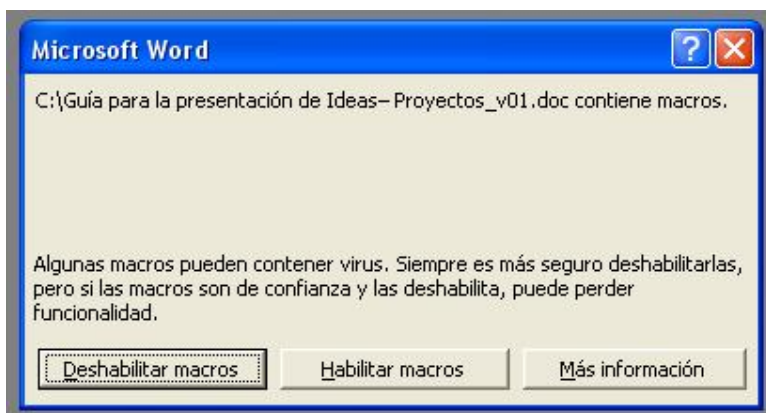 Microsoft Word
C:\Guía para la presentación de Ideas– Proyectos_v01.doc contiene macros.
Algunas macros pueden contener virus. Siempre es más seguro deshabilitarlas,
pero si las macros son de confianza y las deshabilita, puede perder
funcionalidad.
Deshabilitar macros Habilitar macros Más información